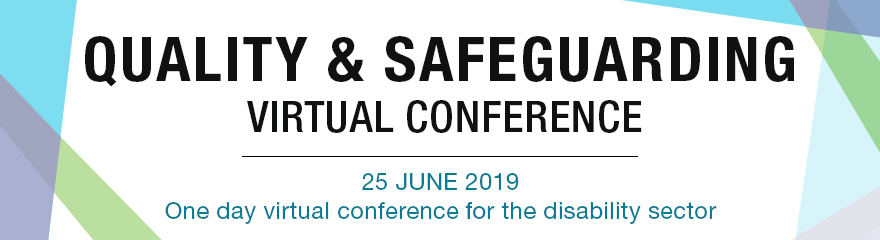 QUALITY & SAFEGUARDING
VIRTUAL CONFERENCE
25 JUNE 2019
One day virtual conference for the disability sector